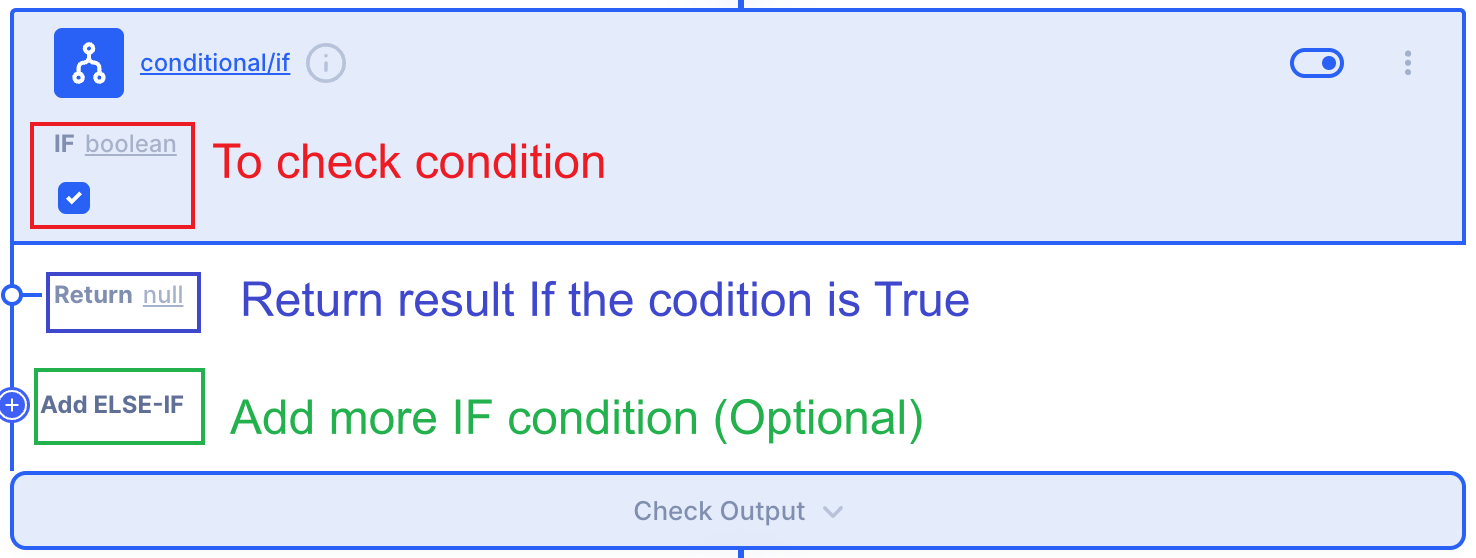 conditional/if
IF boolean
To check condition
Return null
Return result If the codition is True
Add ELSE-IF
Add more IF condition (Optional)
Check Output